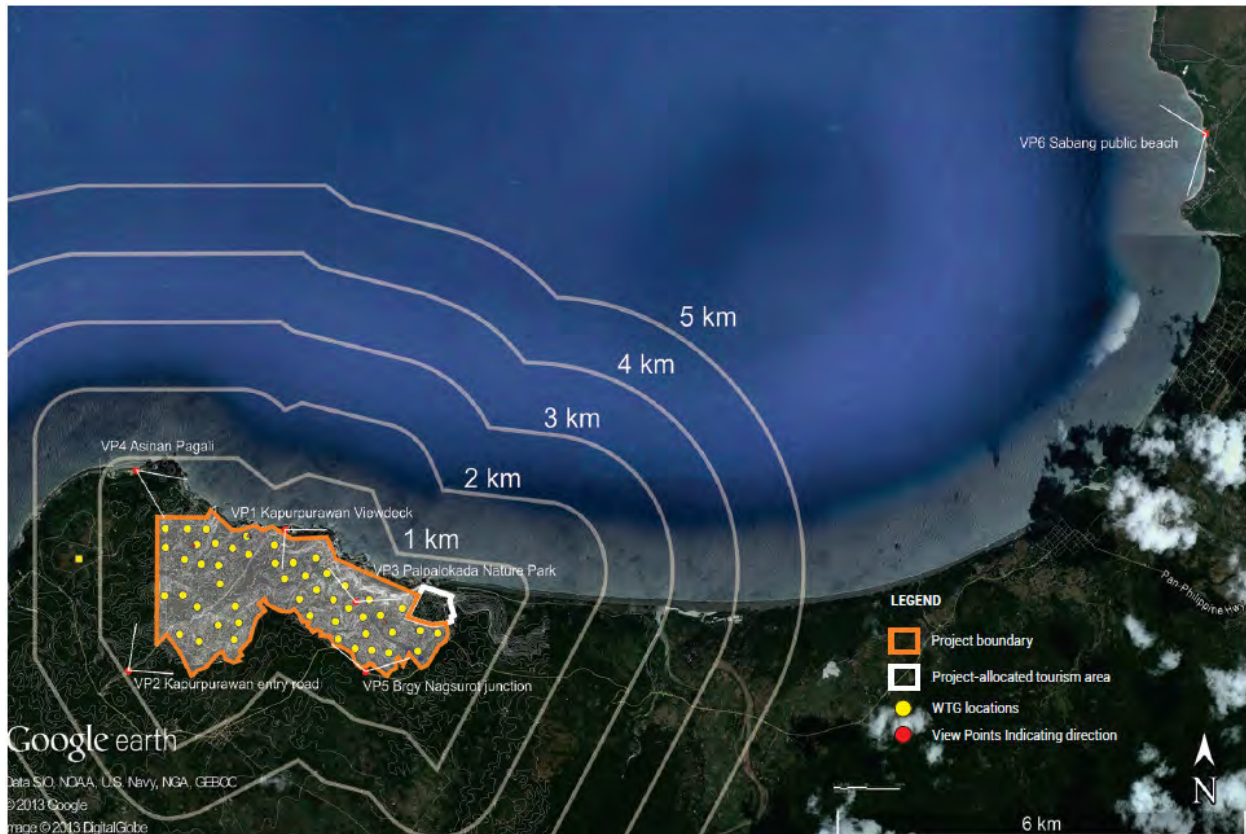 VP6 Sabang public beach
5 km
4 km
3 km
VP4 Asinan Pagali
2 km
VP1 Kapurpurawan Viewdeck
1 km
VP3 Palpalokada Nature Park
Pan-Philippine Hwy
LEGEND
Project boundary
VP2 Kapurpurawan entry road
VP5 Brgy Nagsurot junction
Project-allocated tourism area
WTG locations
View Points Indicating direction
Google earth
Data SIO, NOAA, U.S. Navy, NGA, GEBCO
©2013 Google
Image © 2013 DigitalGlobe
N
6 km